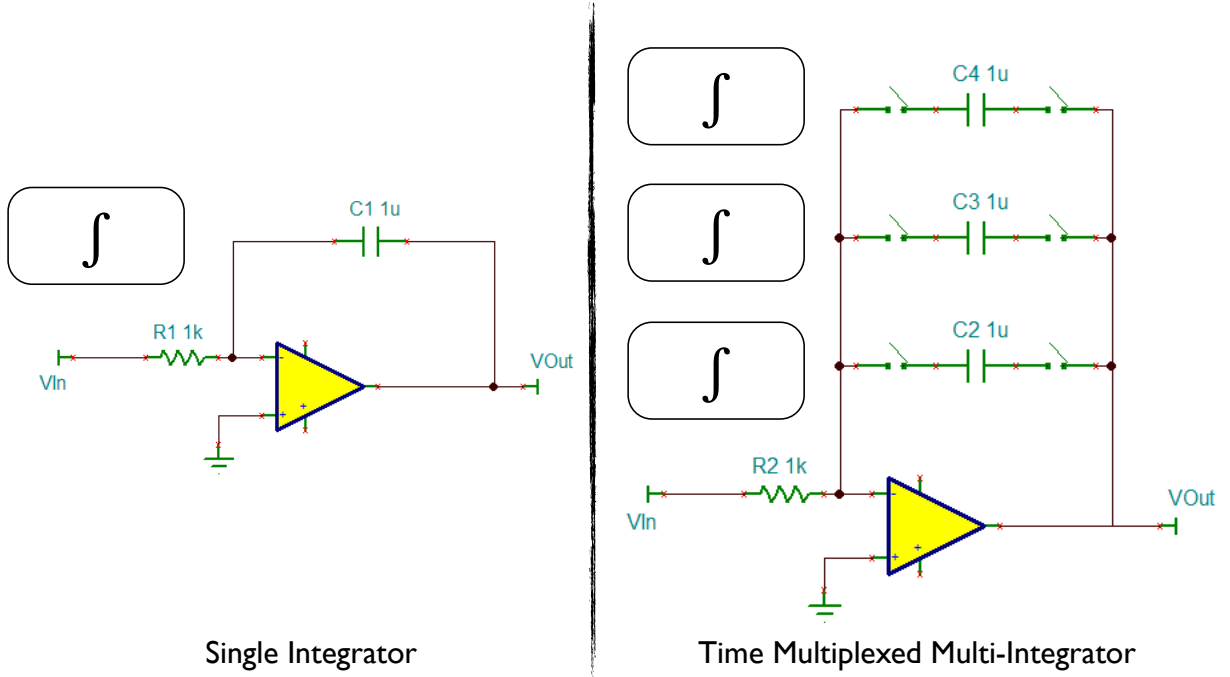 ∫
C1 1u
R1 1k
VIn
VOut
-
+
+
Single Integrator
∫
C4 1u
∫
C3 1u
∫
C2 1u
R2 1k
VIn
VOut
-
+
+
Time Multiplexed Multi-Integrator